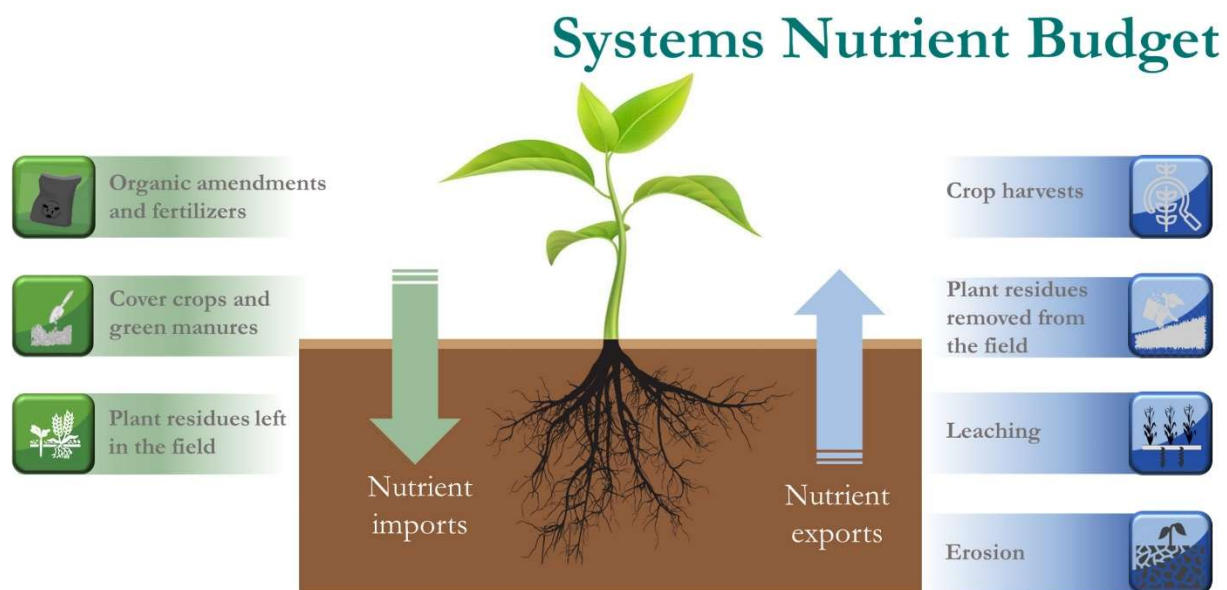 Systems Nutrient Budget
Organic amendments
and fertilizers
Cover crops and
green manures
Plant residues left
in the field
Nutrient
imports
Nutrient
exports
Crop harvests
Plant residues
removed from
the field
Leaching
Erosion